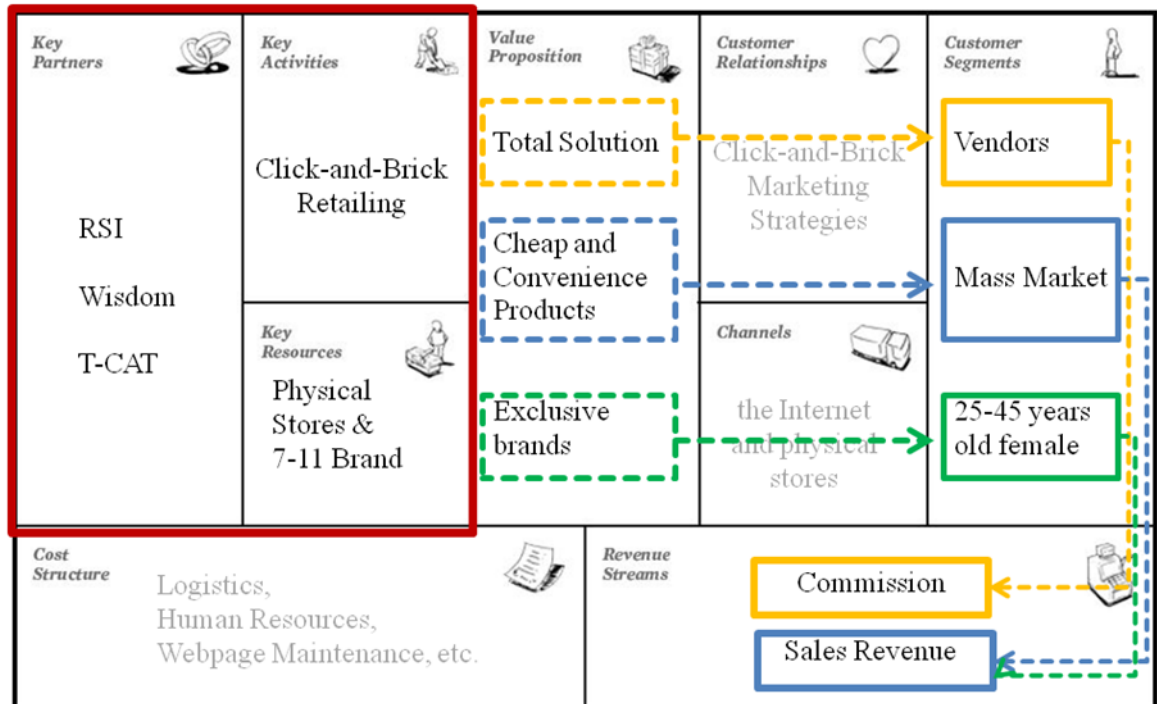 Key
Partners
RSI
Wisdom
T-CAT
Key
Activities
Click-and-Brick
Retailing
Key
Resources
Physical
Stores &
7-11 Brand
Value
Proposition
Total Solution
Cheap and
Convenience
Products
Exclusive
brands
Customer
Relationships
Click-and-Brick
Marketing
Strategies
Channels
the Internet
and physical
stores
Customer
Segments
Vendors
Mass Market
25-45 years
old female
Cost
Structure
Logistics,
Human Resources,
Webpage Maintenance, etc.
Revenue
Streams
Commission
Sales Revenue